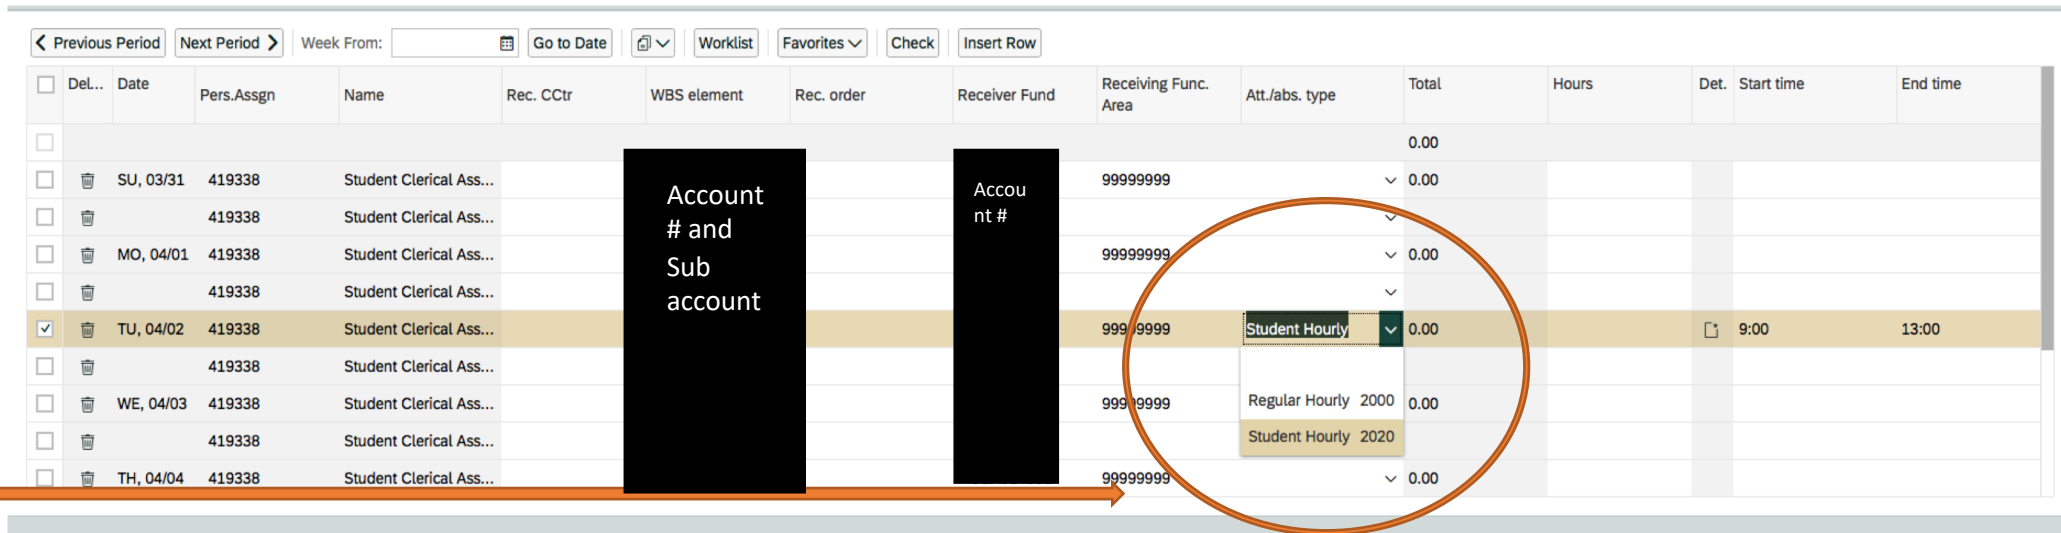 Previous Period Next Period Week From: Go to Date Worklist Favorites Check Insert Row
Del... Date Pers.Assgn Name Rec. CCtr WBS element Rec. order Receiver Fund Receiving Func. Area Att./abs. type Total Hours Det. Start time End time
0.00
SU, 03/31 419338 Student Clerical Ass... 99999999 0.00
419338 Student Clerical Ass...
MO, 04/01 419338 Student Clerical Ass... 99999999 0.00
419338 Student Clerical Ass...
TU, 04/02 419338 Student Clerical Ass... 99999999 Student Hourly 0.00 9:00 13:00
419338 Student Clerical Ass...
WE, 04/03 419338 Student Clerical Ass... 99999999 0.00
419338 Student Clerical Ass...
TH, 04/04 419338 Student Clerical Ass... 99999999 0.00
Account
# and
Sub
account
Accou
nt #
Regular Hourly 2000
Student Hourly 2020